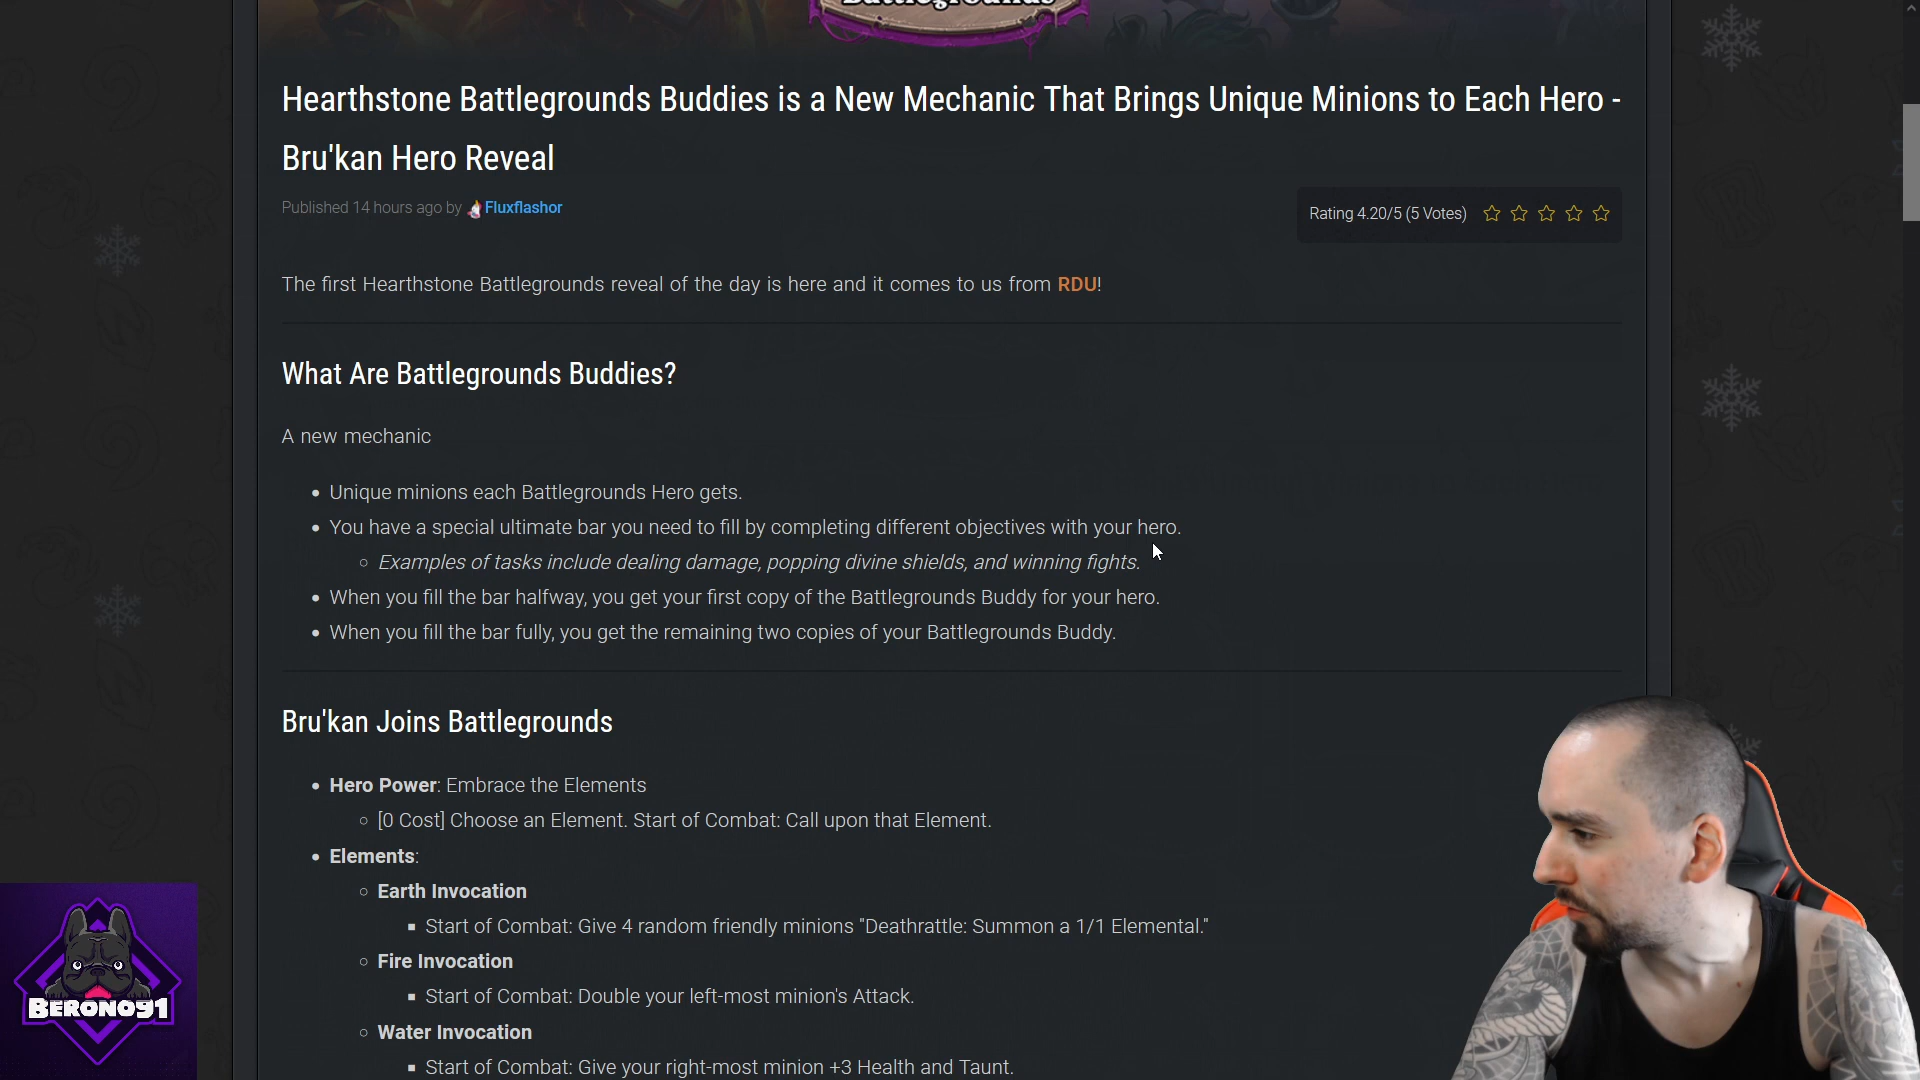 Battlegrounds
Hearthstone Battlegrounds Buddies is a New Mechanic That Brings Unique Minions to Each Hero -
Bru'kan Hero Reveal
Published 14 hours ago by Fluxflashor
Rating 4.20/5 (5 Votes)
The first Hearthstone Battlegrounds reveal of the day is here and it comes to us from RDU!
What Are Battlegrounds Buddies?
A new mechanic
Unique minions each Battlegrounds Hero gets.
You have a special ultimate bar you need to fill by completing different objectives with your hero.
Examples of tasks include dealing damage, popping divine shields, and winning fights.
When you fill the bar halfway, you get your first copy of the Battlegrounds Buddy for your hero.
When you fill the bar fully, you get the remaining two copies of your Battlegrounds Buddy.
Bru'kan Joins Battlegrounds
Hero Power: Embrace the Elements
[0 Cost] Choose an Element. Start of Combat: Call upon that Element.
Elements:
Earth Invocation
Start of Combat: Give 4 random friendly minions "Deathrattle: Summon a 1/1 Elemental."
Fire Invocation
Start of Combat: Double your left-most minion's Attack.
Water Invocation
Start of Combat: Give your right-most minion +3 Health and Taunt.
BERONO91